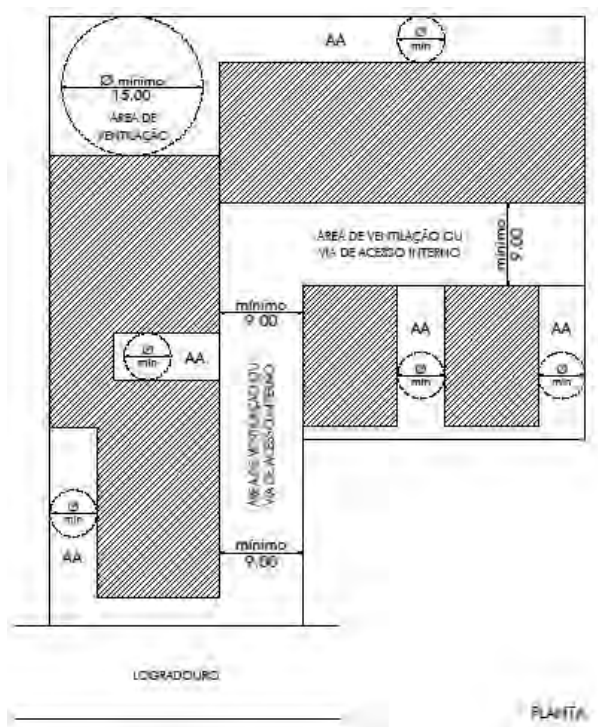 AA
Ø
min
Ø mínimo
15.00
ÁREA DE
VENTILAÇÃO
ÁREA DE VENTILAÇÃO OU
VIA DE ACESSO INTERNO
mínimo
9.00
mínimo
9.00
AA
Ø
min
AA
Ø
min
Ø
min
AA
ÁREA DE VENTILAÇÃO OU
VIA DE ACESSO INTERNO
Ø
min
AA
mínimo
9.00
LOGRADOURO
PLANTA